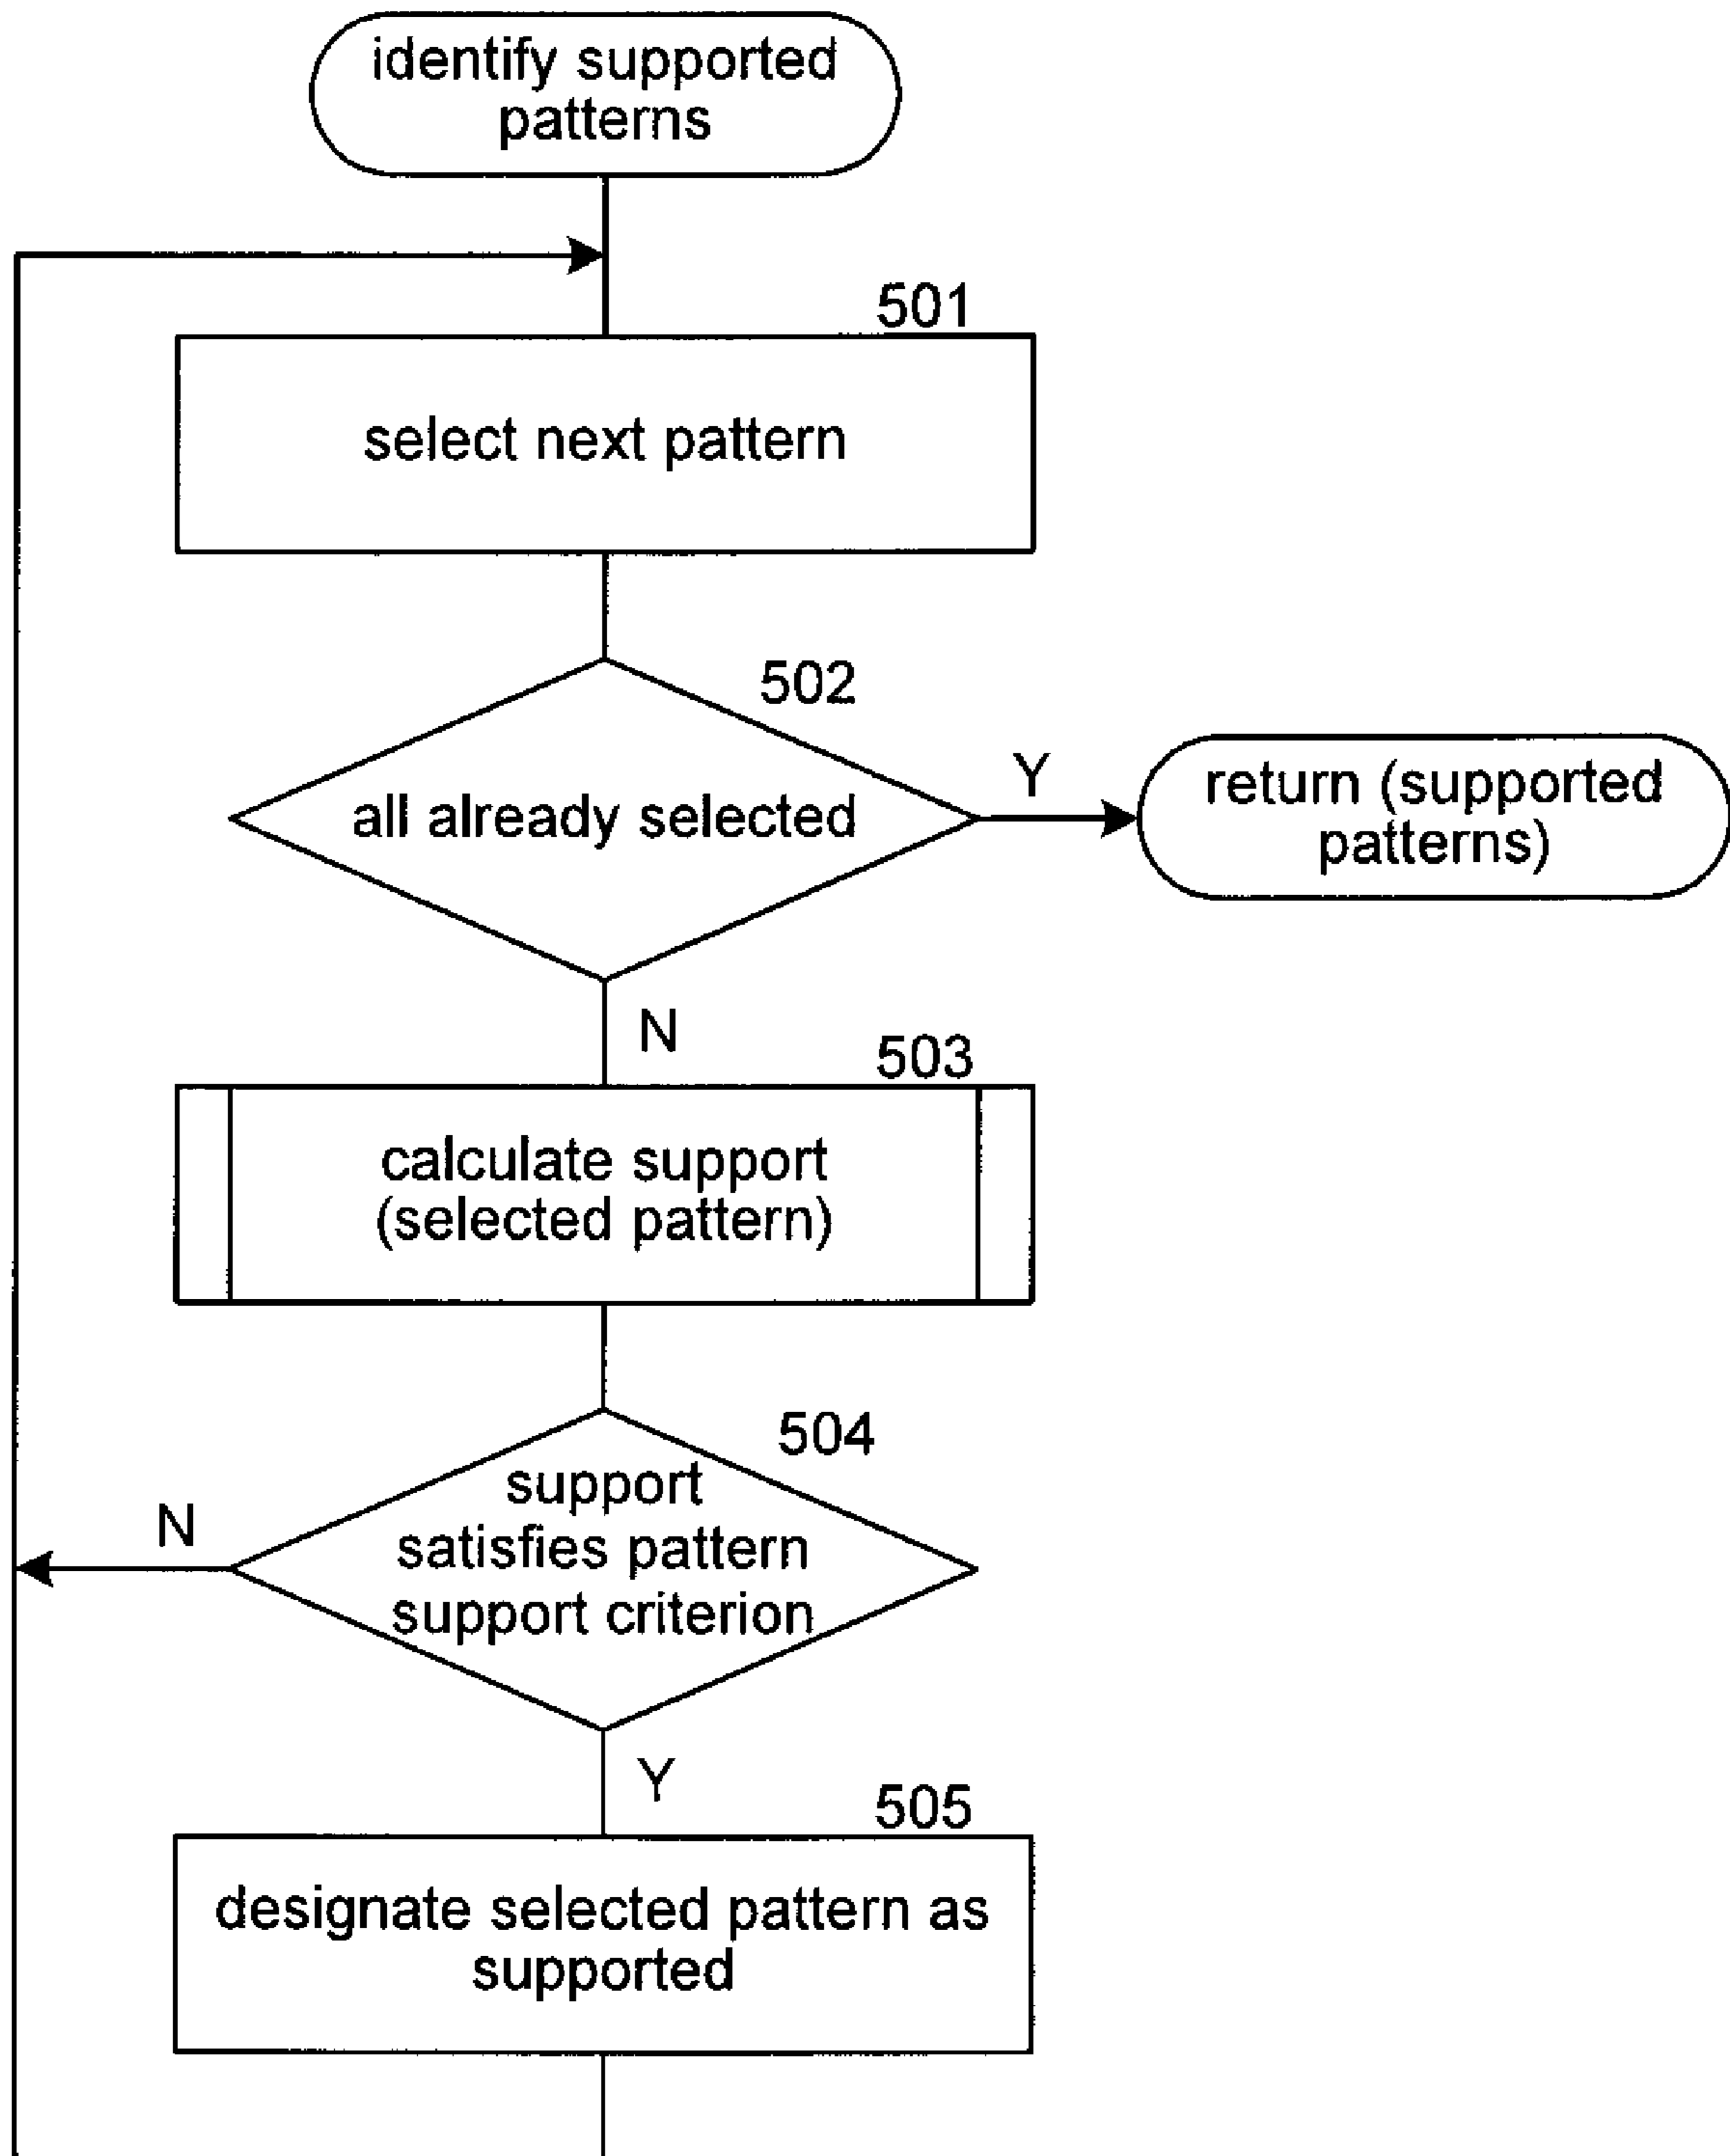 identify supported
patterns
501
select next pattern
502
all already selected
Y
return (supported
patterns)
N
503
calculate support
(selected pattern)
504
support
satisfies pattern
support criterion
N
Y
505
designate selected pattern as
supported